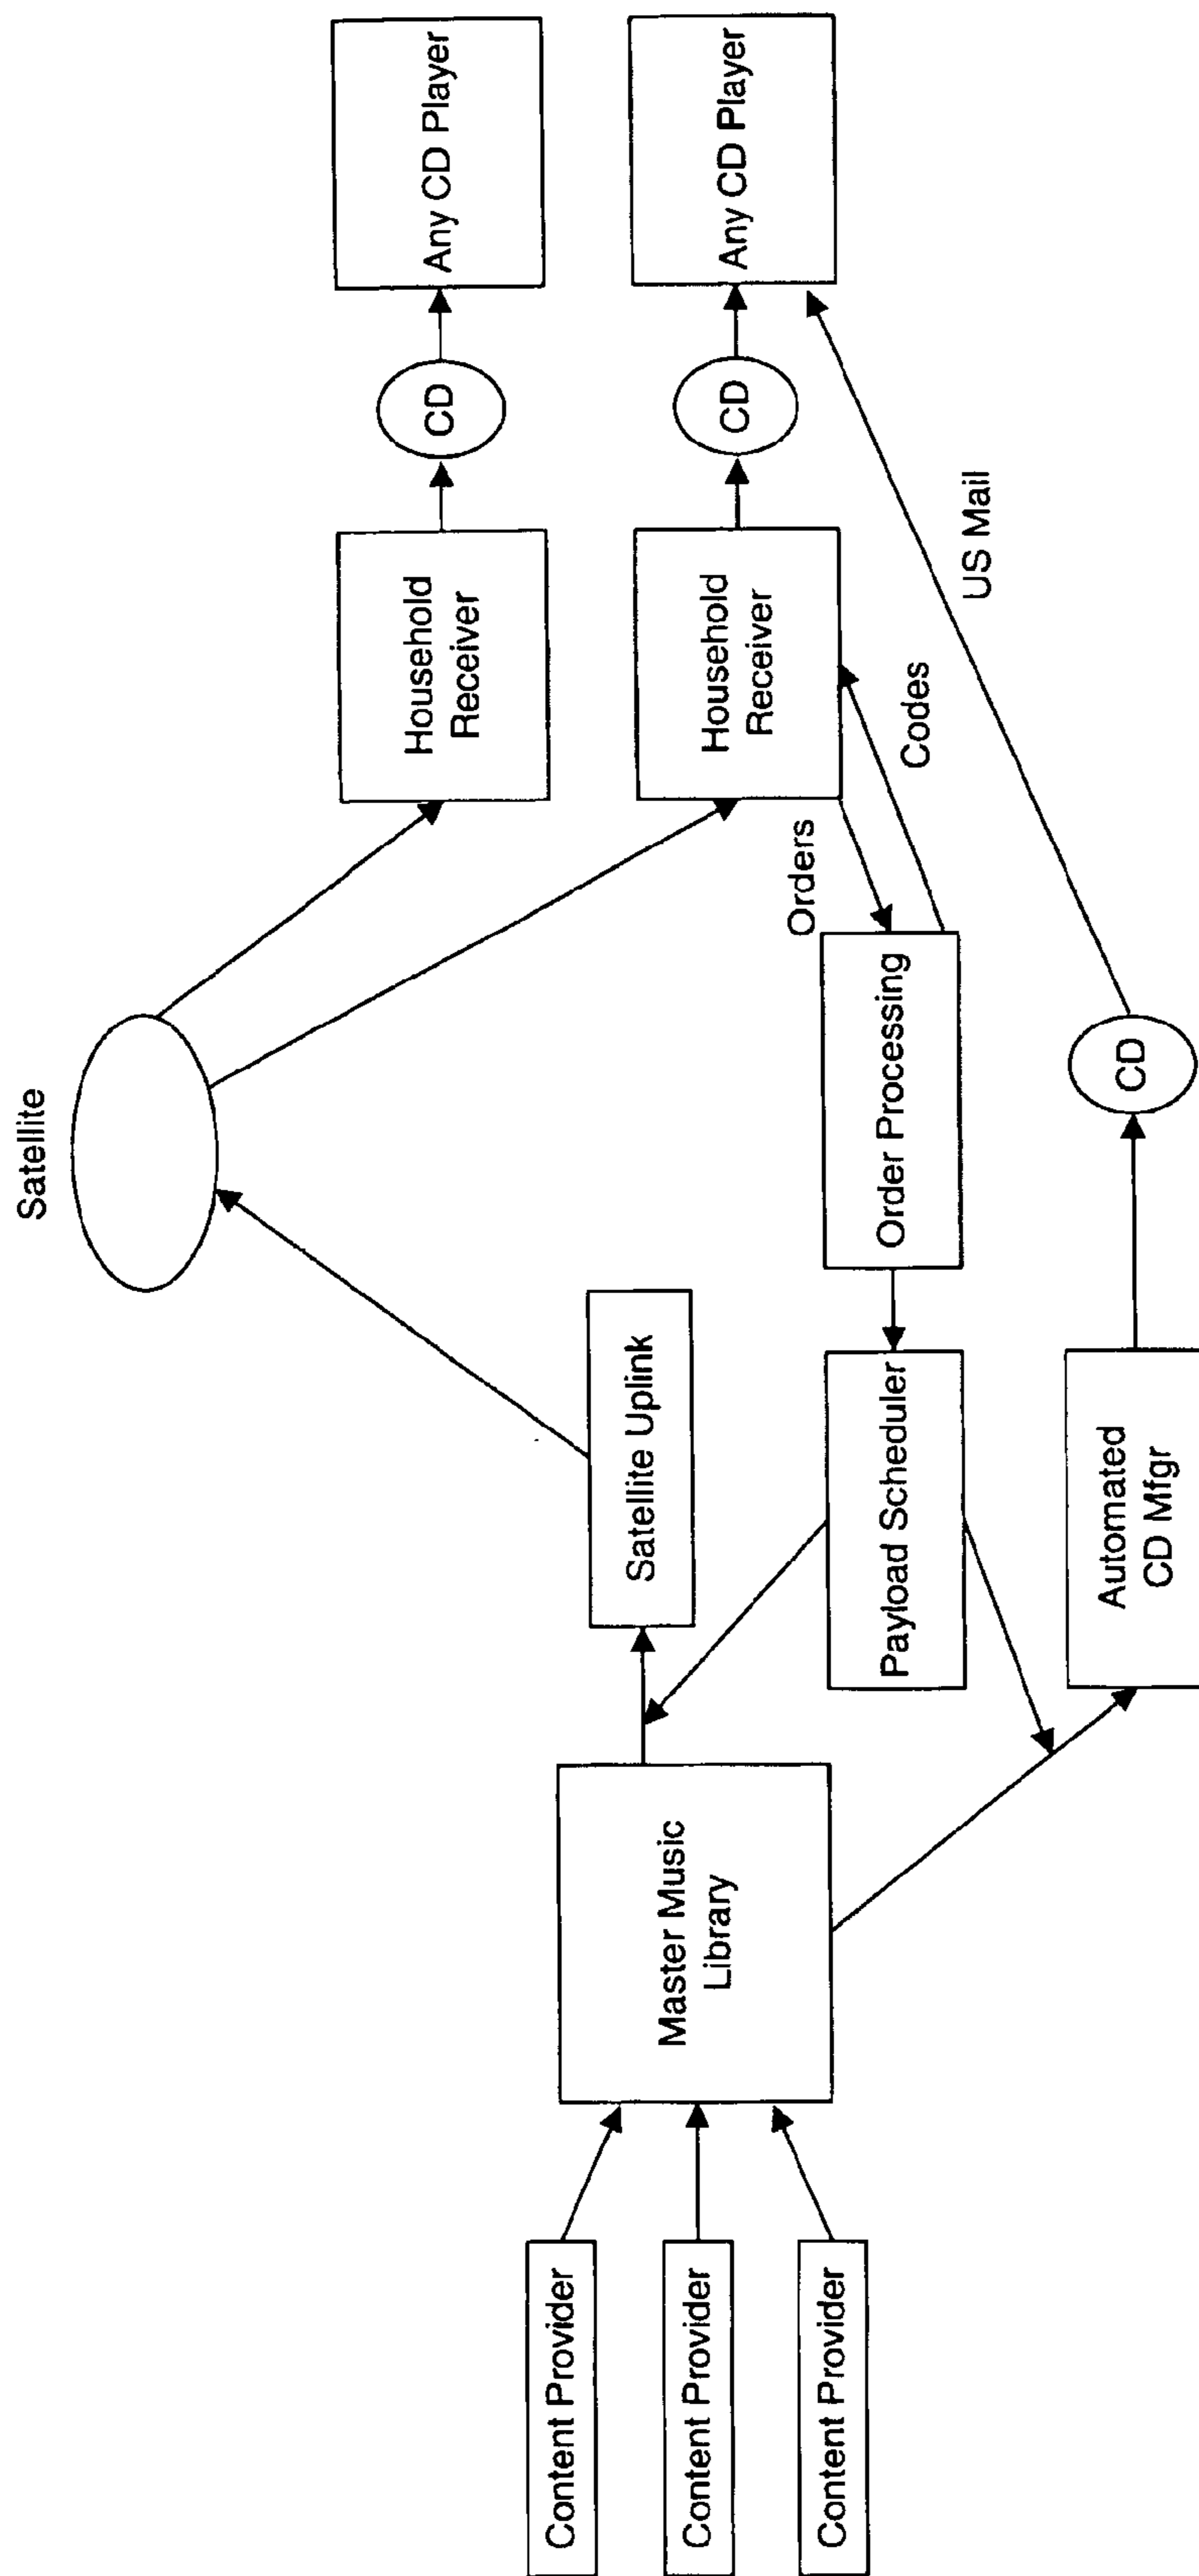 Satellite
Any CD Player
CD
Household
Receiver
Any CD Player
CD
Household
Receiver
US Mail
Codes
Orders
Satellite Uplink
Order Processing
Payload Scheduler
CD
Automated
CD Mfgr
Master Music
Library
Content Provider
Content Provider
Content Provider